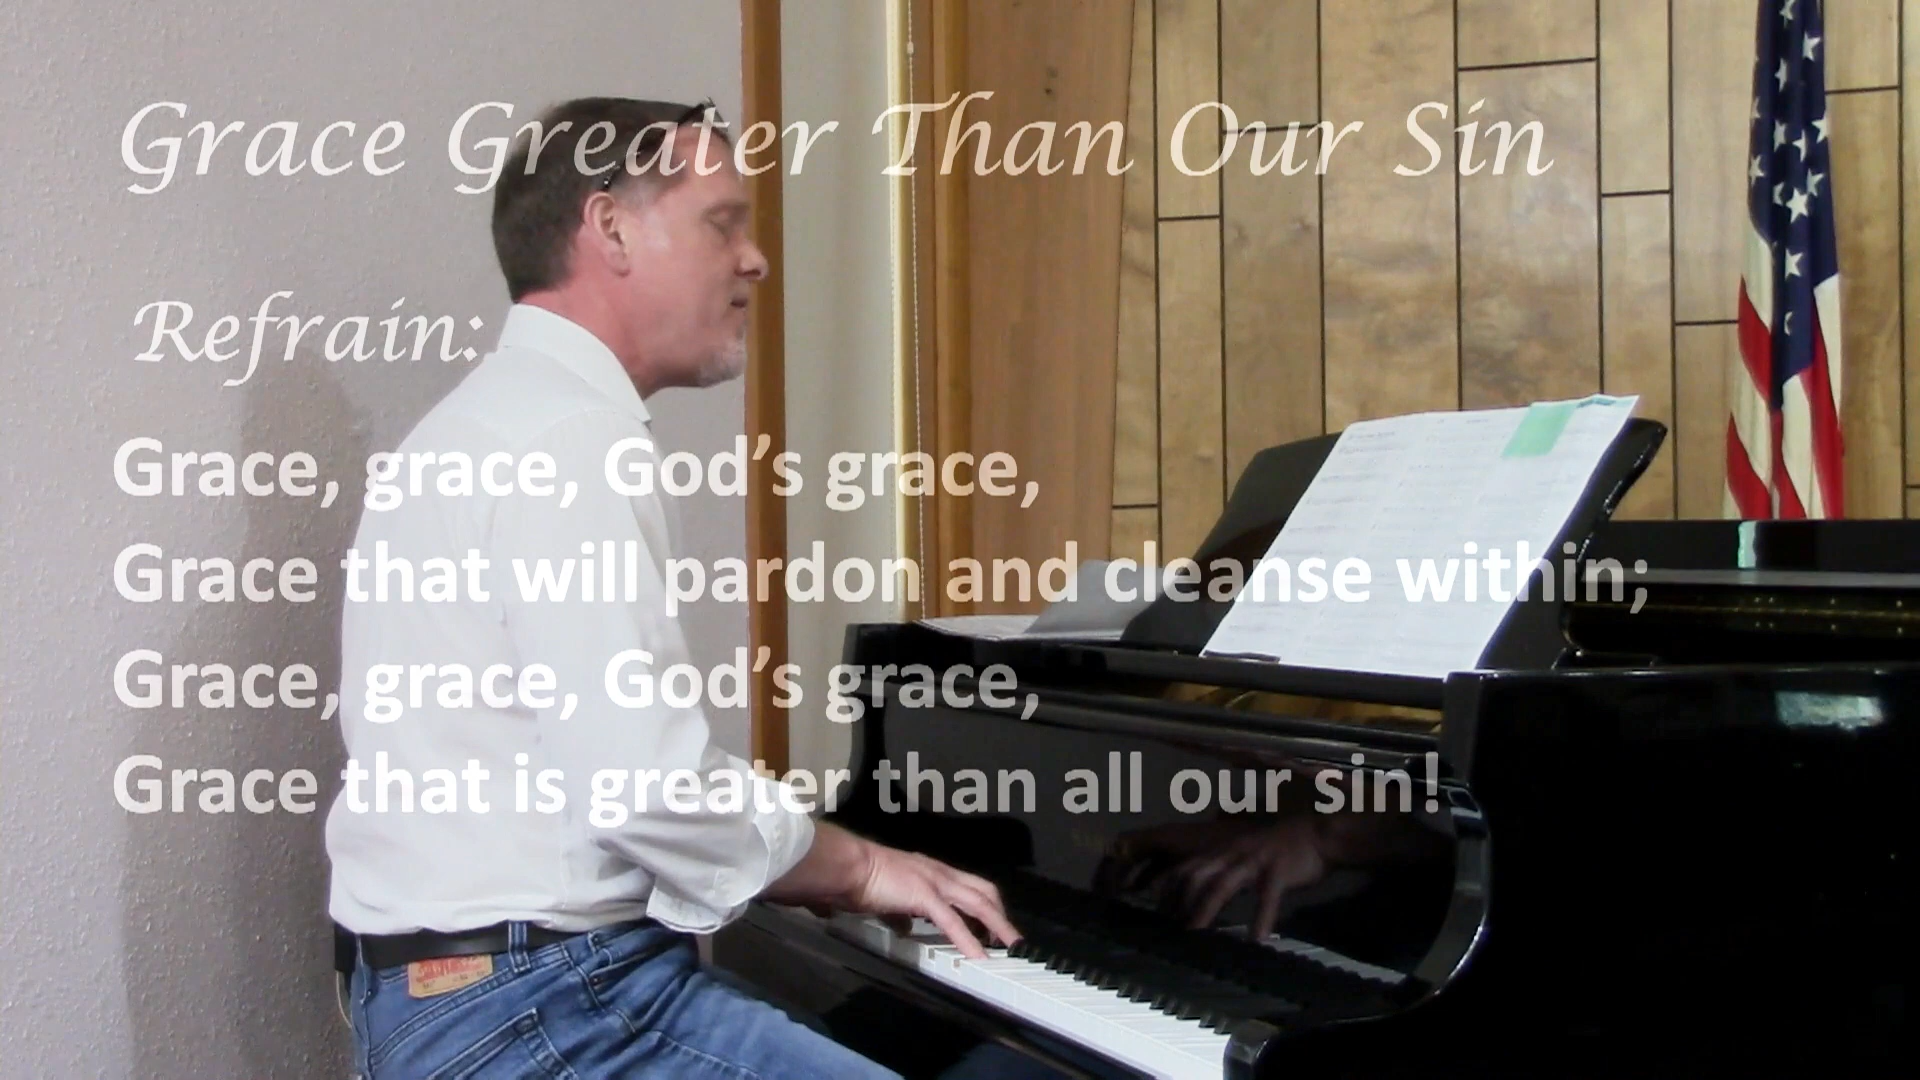 Grace Greater Than Our Sin
Refrain:
Grace, grace, God’s grace,
Grace that will pardon and cleanse within;
Grace, grace, God’s grace,
Grace that is greater than all our sin!